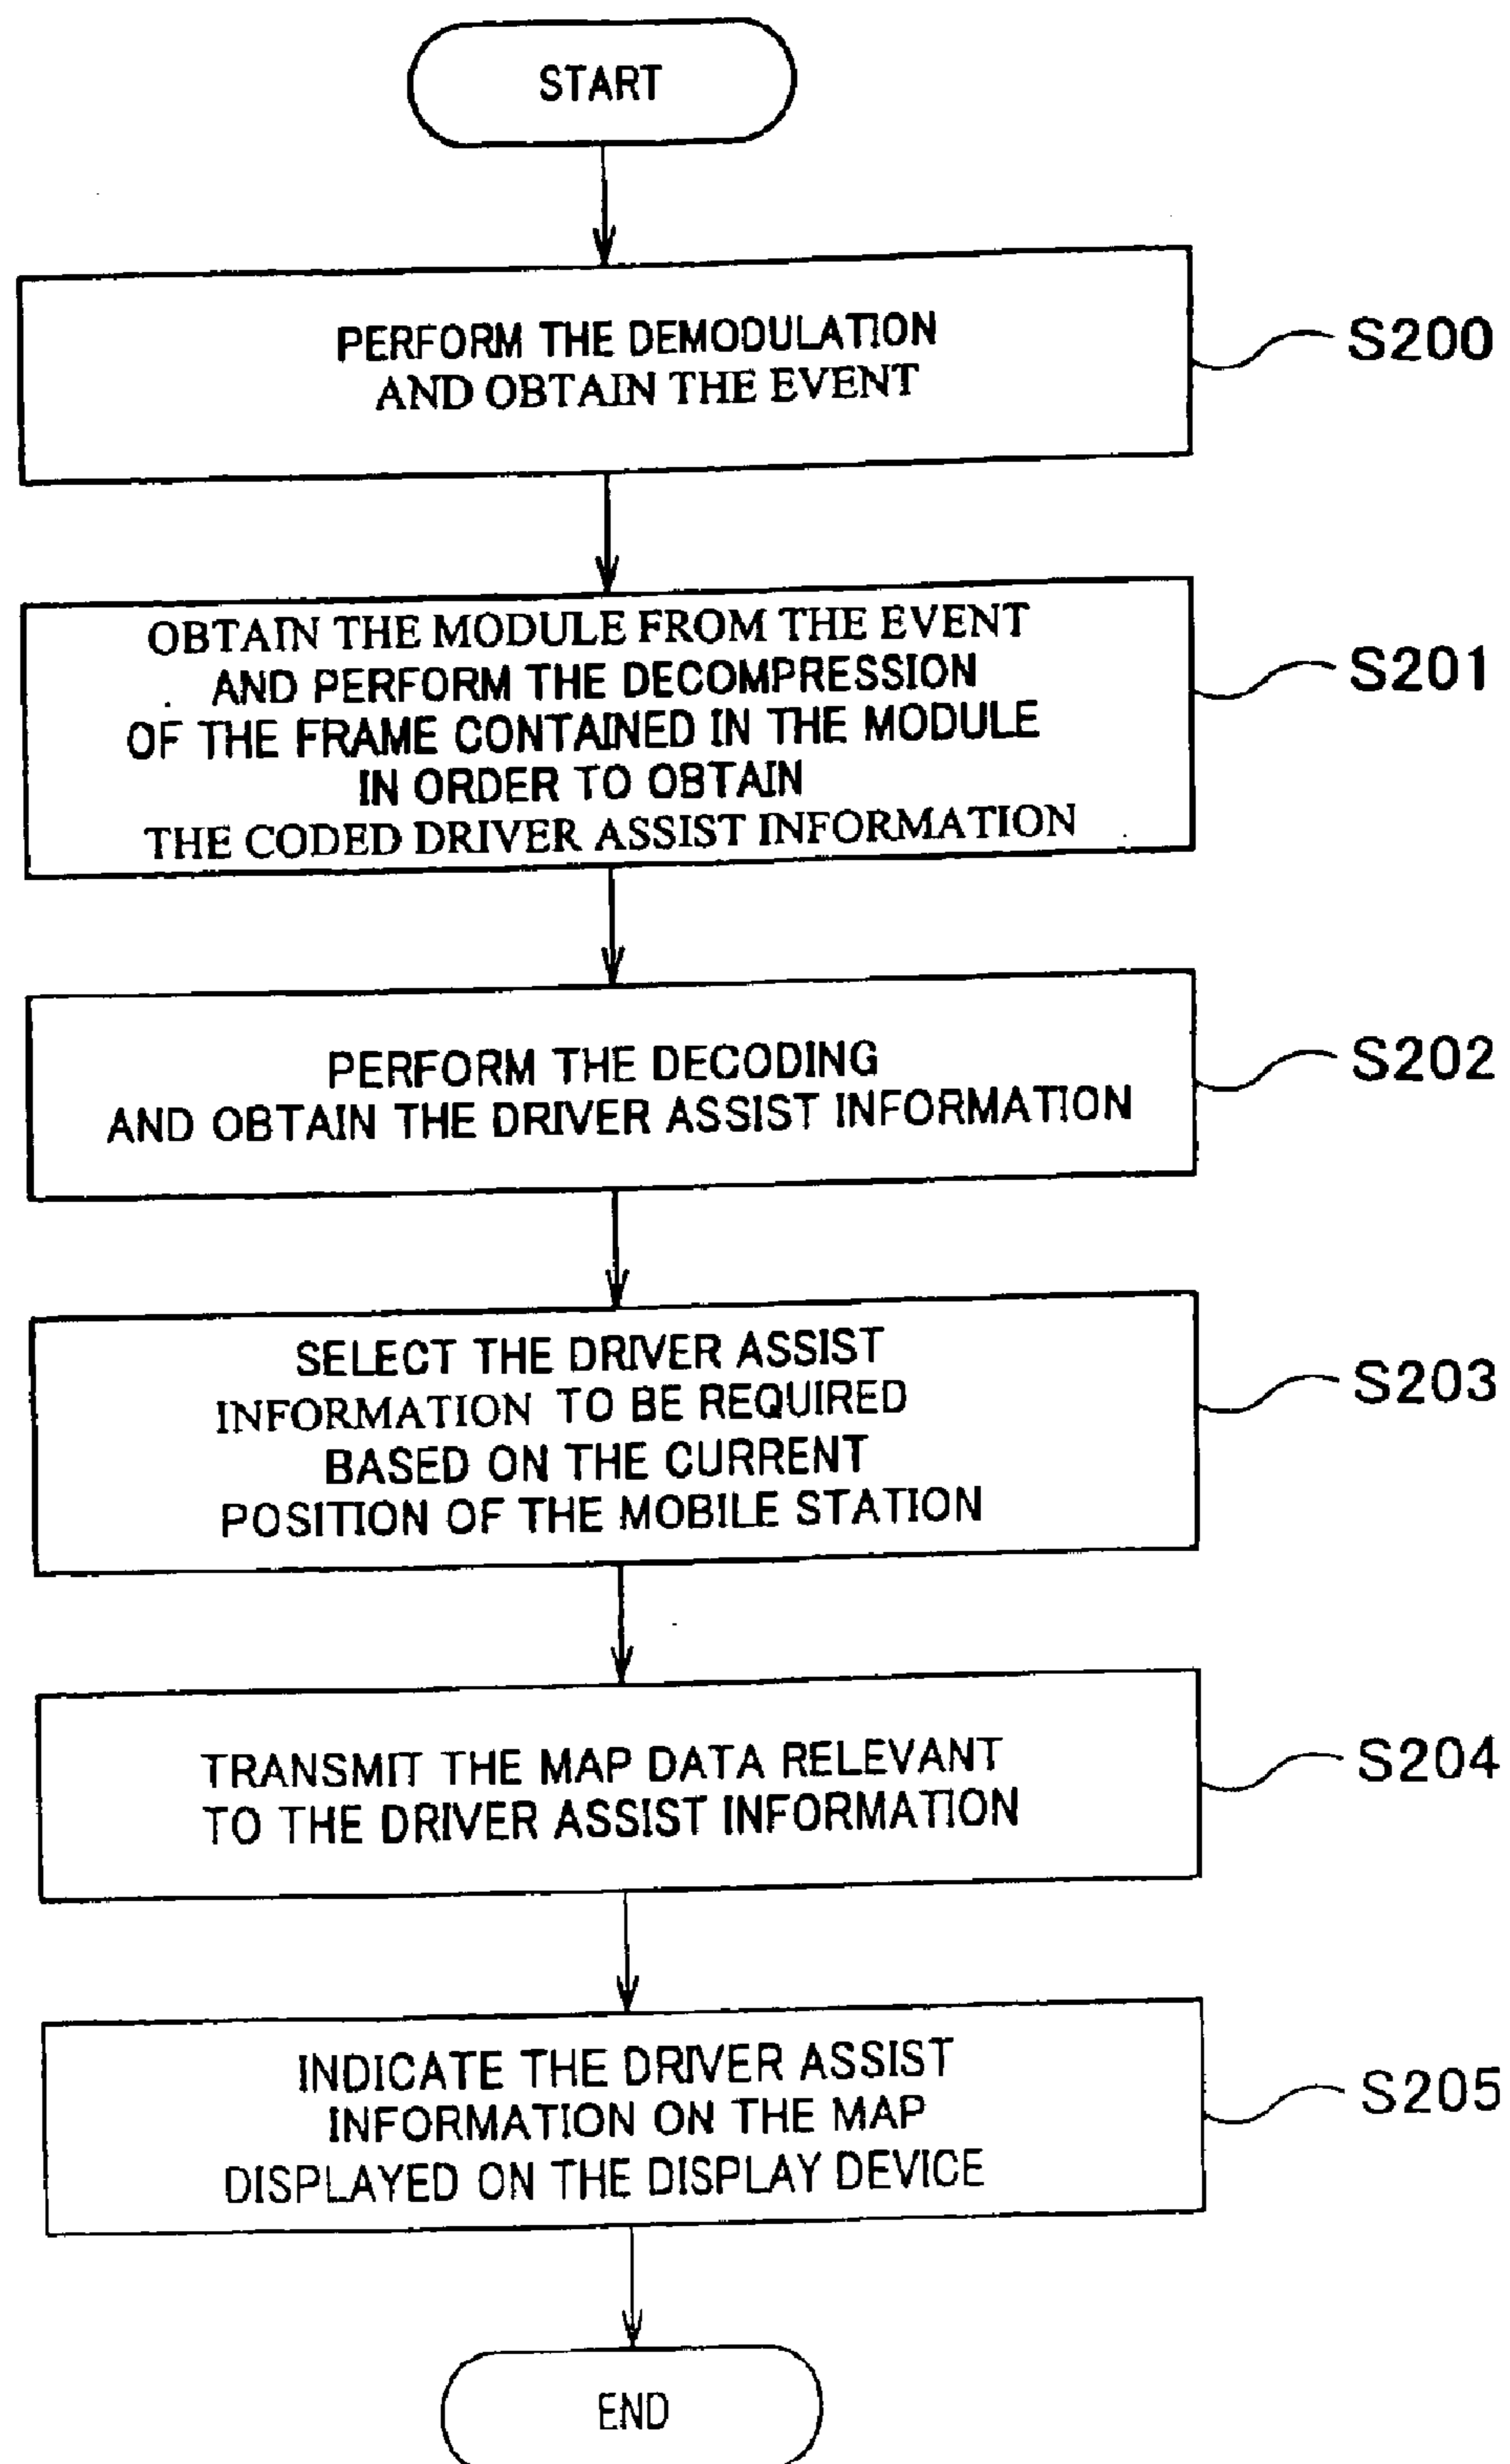 START
PERFORM THE DEMODULATION
AND OBTAIN THE EVENT
S200
OBTAIN THE MODULE FROM THE EVENT
AND PERFORM THE DECOMPRESSION
OF THE FRAME CONTAINED IN THE MODULE
IN ORDER TO OBTAIN
THE CODED DRIVER ASSIST INFORMATION
S201
PERFORM THE DECODING
AND OBTAIN THE DRIVER ASSIST INFORMATION
S202
SELECT THE DRIVER ASSIST
INFORMATION TO BE REQUIRED
BASED ON THE CURRENT
POSITION OF THE MOBILE STATION
S203
TRANSMIT THE MAP DATA RELEVANT
TO THE DRIVER ASSIST INFORMATION
S204
INDICATE THE DRIVER ASSIST
INFORMATION ON THE MAP
DISPLAYED ON THE DISPLAY DEVICE
S205
END